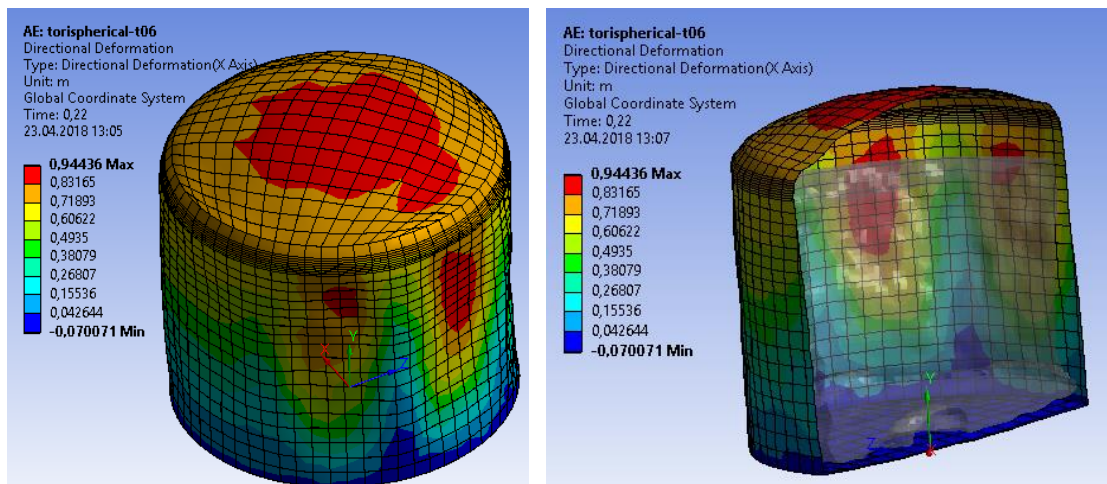 AE: torispherical-t06
Directional Deformation
Type: Directional Deformation(X Axis)
Unit: m
Global Coordinate System
Time: 0,22
23.04.2018 13:05
0,94436 Max
0,83165
0,71893
0,60622
0,4935
0,38079
0,26807
0,15536
0,042644
-0,070071 Min
X
Y
Z
AE: torispherical-t06
Directional Deformation
Type: Directional Deformation(X Axis)
Unit: m
Global Coordinate System
Time: 0,22
23.04.2018 13:07
0,94436 Max
0,83165
0,71893
0,60622
0,4935
0,38079
0,26807
0,15536
0,042644
-0,070071 Min
Y
Z
X